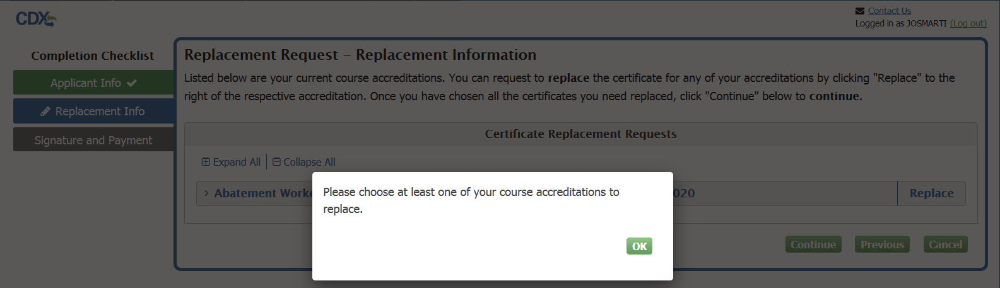 CDX
Contact Us
Logged in as JOSMARTI (Log out)
Completion Checklist
Applicant Info
Replacement Info
Signature and Payment
Replacement Request – Replacement Information
Listed below are your current course accreditations. You can request to replace the certificate for any of your accreditations by clicking "Replace" to the
right of the respective accreditation. Once you have chosen all the certificates you need replaced, click "Continue" below to continue.
Certificate Replacement Requests
Expand All
Collapse All
Abatement Worke
020
Replace
Please choose at least one of your course accreditations to
replace.
OK
Continue
Previous
Cancel